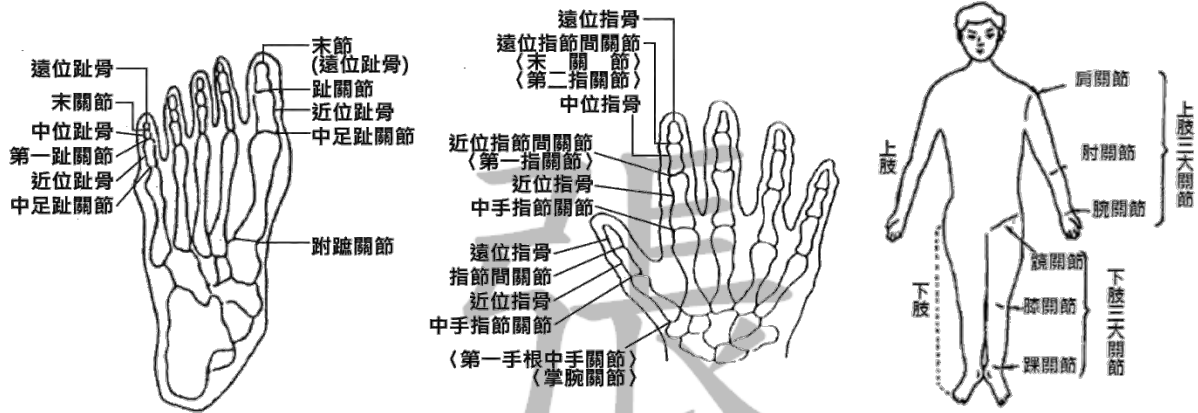 末節
(遠位趾骨)
遠位趾骨
趾關節
末關節
近位趾骨
中位趾骨
中足趾關節
第一趾關節
近位趾骨
中足趾關節
跗蹠關節
遠位指骨
遠位指節間關節
〈末關節〉
〈第二指關節〉
中位指骨
近位指節間關節
〈第一指關節〉
近位指骨
中手指節關節
遠位指骨
指節間關節
近位指骨
中手指節關節
〈第一手根中手關節〉
〈掌腕關節〉
上肢
肩關節
肘關節
腕關節
上肢三大關節
下肢
髖關節
膝關節
踝關節
下肢三大關節